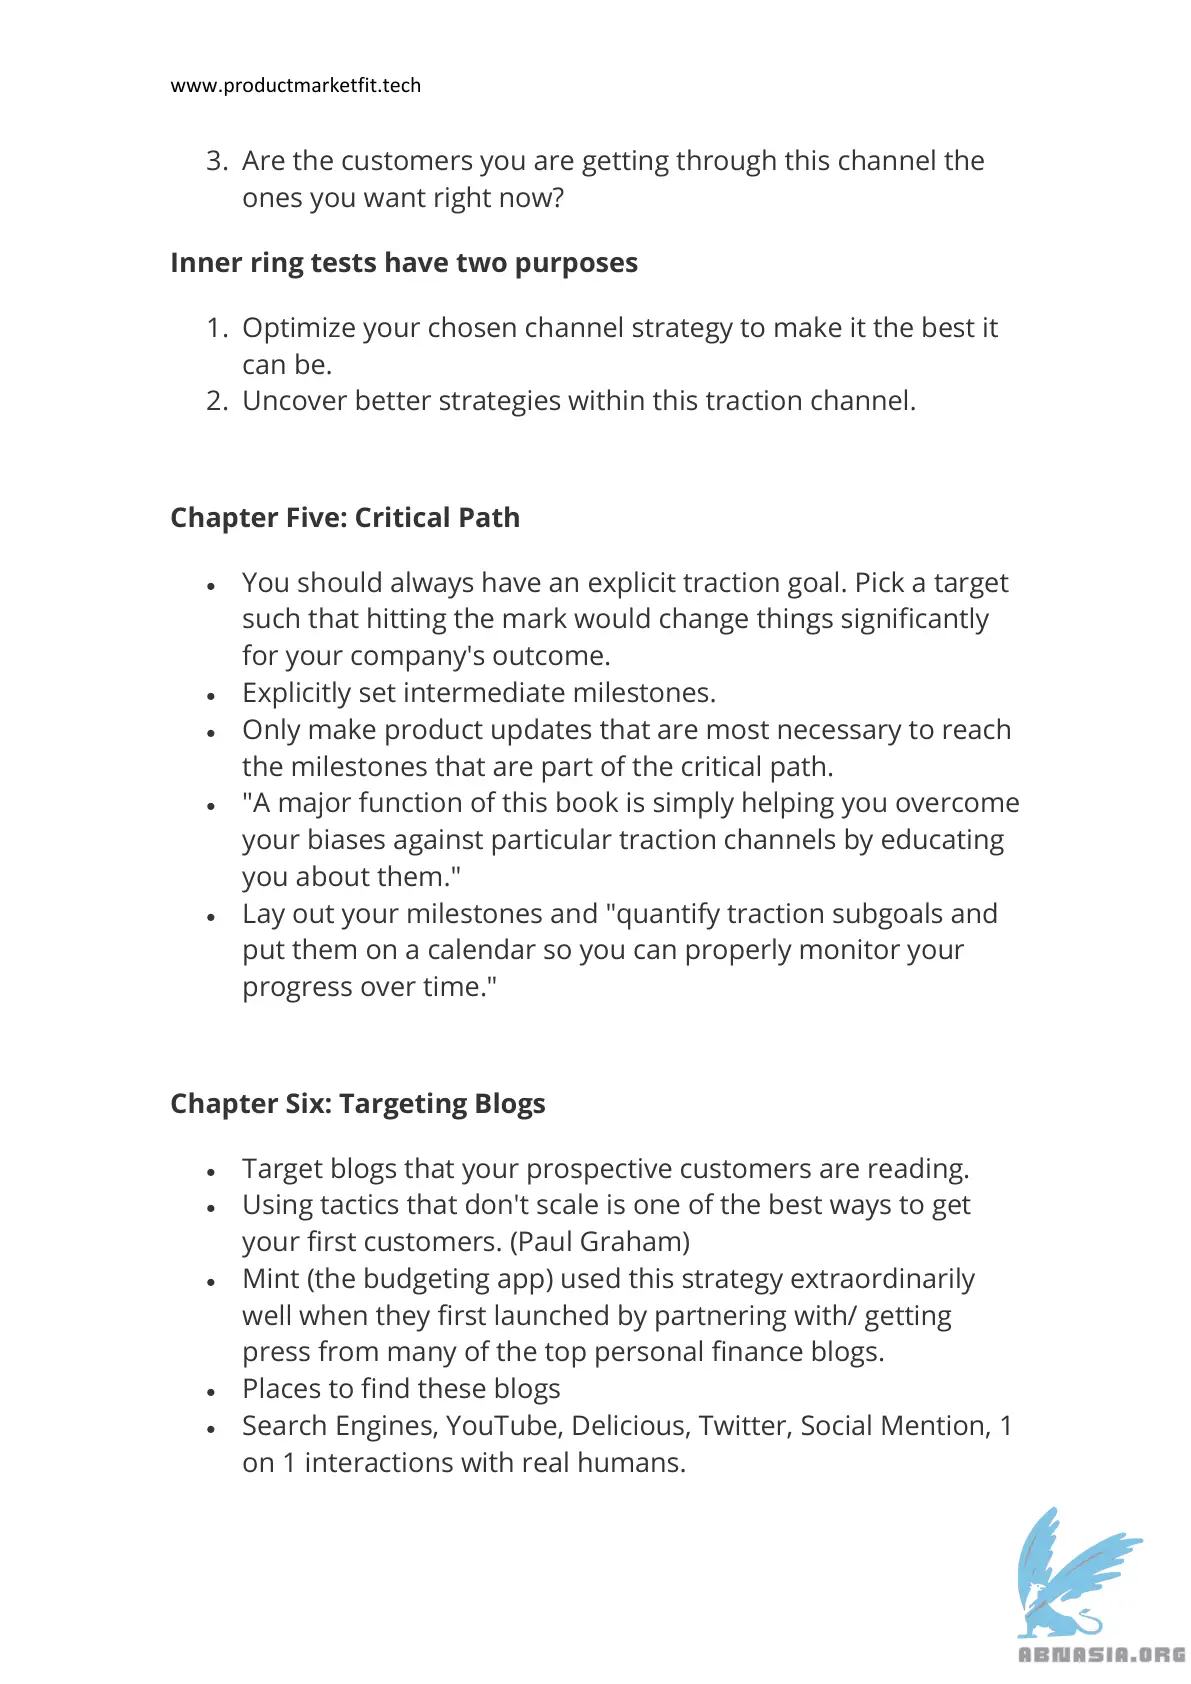 www.productmarketfit.tech
3. Are the customers you are getting through this channel the
ones you want right now?
Inner ring tests have two purposes
1. Optimize your chosen channel strategy to make it the best it
can be.
2. Uncover better strategies within this traction channel.
Chapter Five: Critical Path
• You should always have an explicit traction goal. Pick a target
such that hitting the mark would change things significantly
for your company's outcome.
• Explicitly set intermediate milestones.
• Only make product updates that are most necessary to reach
the milestones that are part of the critical path.
• "A major function of this book is simply helping you overcome
your biases against particular traction channels by educating
you about them."
• Lay out your milestones and "quantify traction subgoals and
put them on a calendar so you can properly monitor your
progress over time."
Chapter Six: Targeting Blogs
• Target blogs that your prospective customers are reading.
• Using tactics that don't scale is one of the best ways to get
your first customers. (Paul Graham)
• Mint (the budgeting app) used this strategy extraordinarily
well when they first launched by partnering with/ getting
press from many of the top personal finance blogs.
• Places to find these blogs
• Search Engines, YouTube, Delicious, Twitter, Social Mention, 1
on 1 interactions with real humans.
ABNASIA.ORG